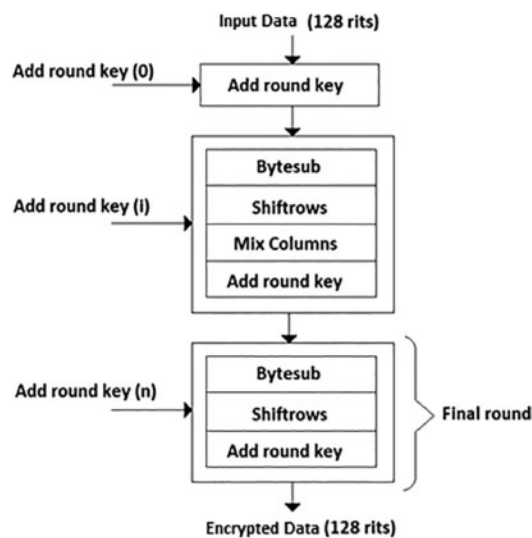 Input Data (128 rits)
Add round key (0)
Add round key
Add round key (i)
Bytesub
Shiftrows
Mix Columns
Add round key
Add round key (n)
Bytesub
Shiftrows
Add round key
Final round
Encrypted Data (128 rits)